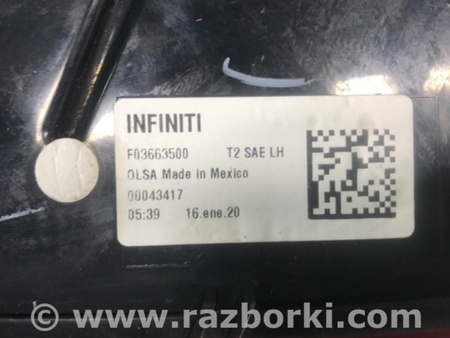 INFINITI
F03663500 T2 SAE LH
OLSA Made in Mexico
00043417
05:39 16.ene.20
© www.razborki.com